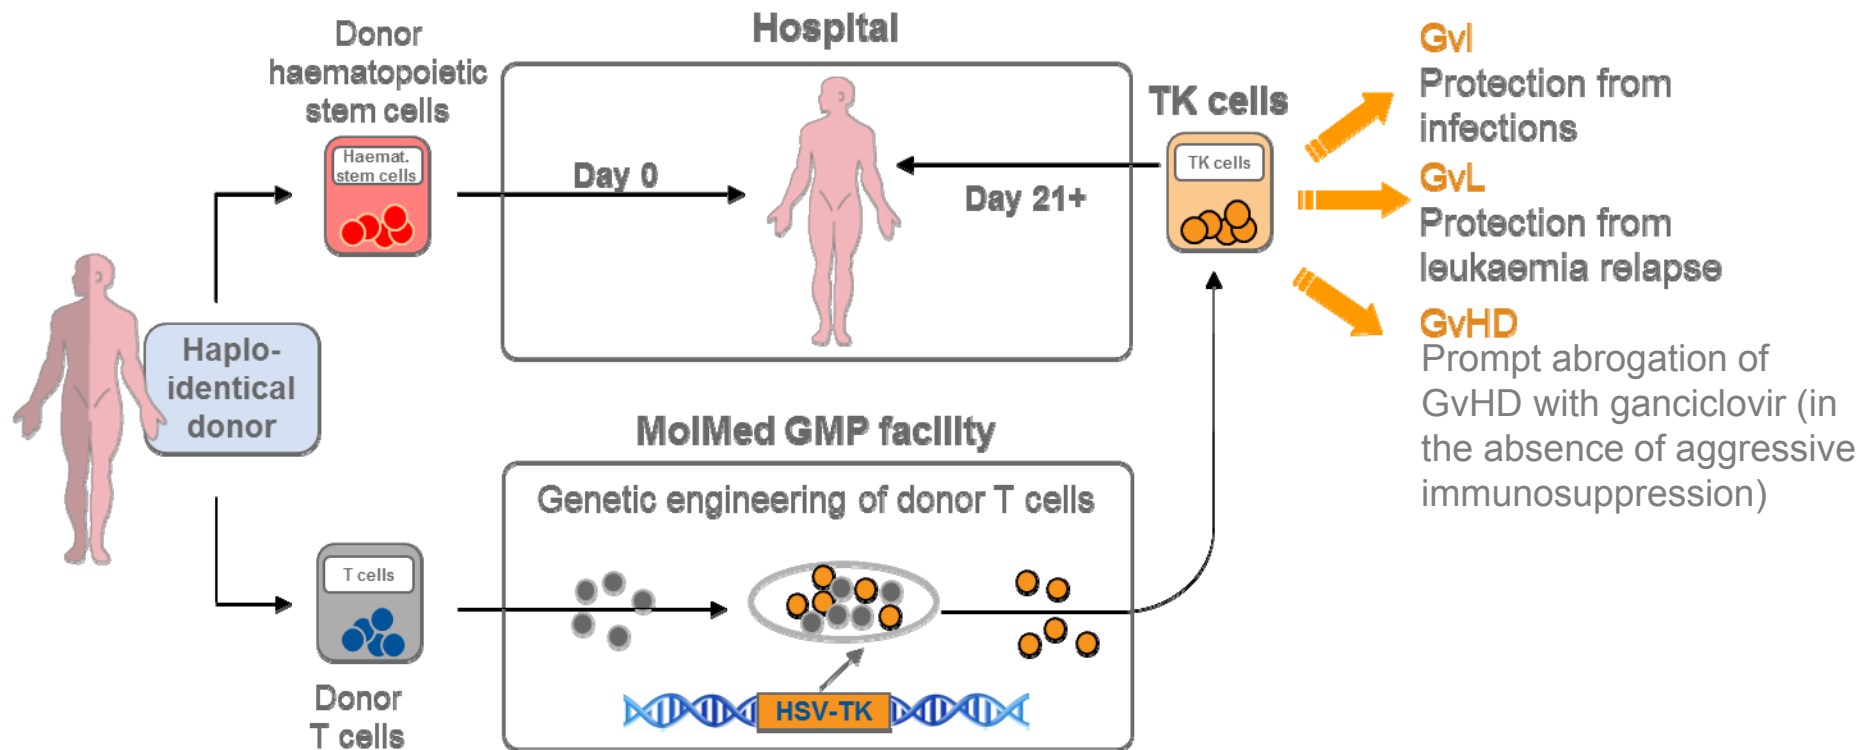 Donor
haematopoietic
stem cells
Haemat.
stem cells
Hospital
Day 0
Day 21+
TK cells
TK cells
GvI
Protection from
infections
GvL
Protection from
leukaemia relapse
GvHD
Prompt abrogation of
GvHD with ganciclovir (in
the absence of aggressive
immunosuppression)
Haplo-
identical
donor
MolMed GMP facility
Genetic engineering of donor T cells
T cells
Donor
T cells
HSV-TK